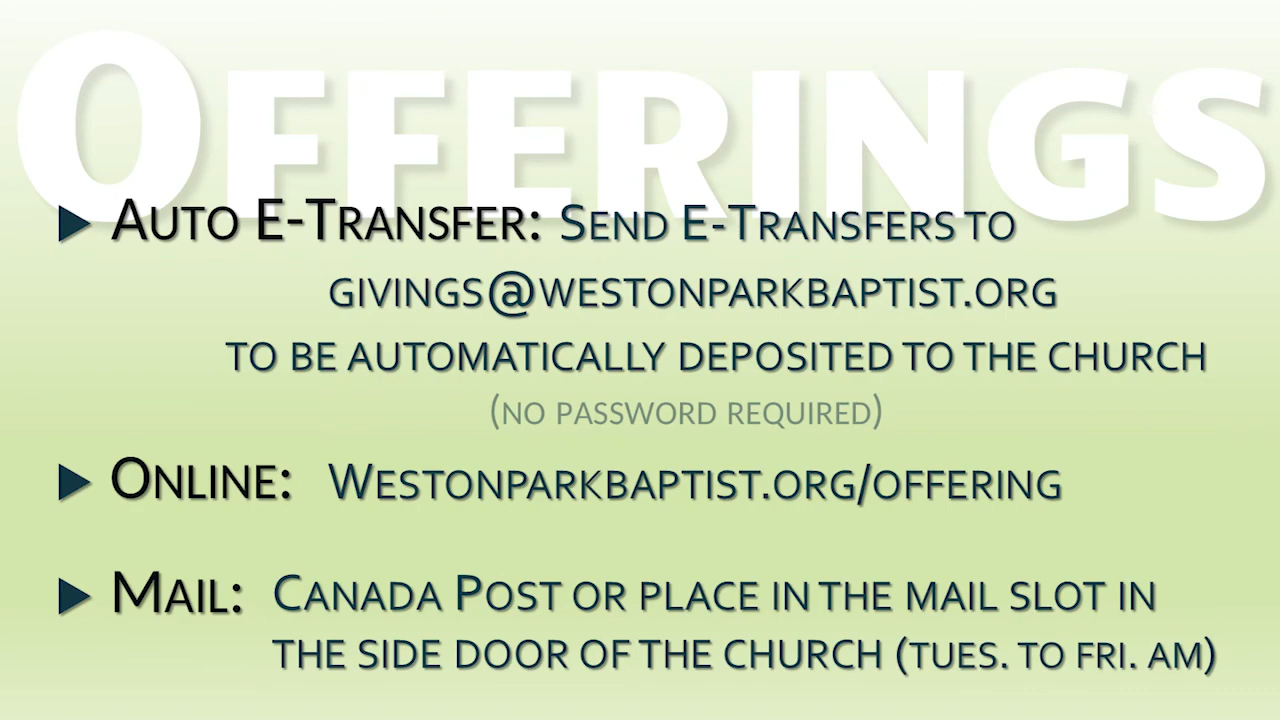 OFFERINGS
AUTO E-TRANSFER: SEND E-TRANSFERS TO
GIVINGS@WESTONPARKBAPTIST.ORG
TO BE AUTOMATICALLY DEPOSITED TO THE CHURCH
(NO PASSWORD REQUIRED)
ONLINE: WESTONPARKBAPTIST.ORG/OFFERING
MAIL: CANADA POST OR PLACE IN THE MAIL SLOT IN
THE SIDE DOOR OF THE CHURCH (TUES. TO FRI. AM)